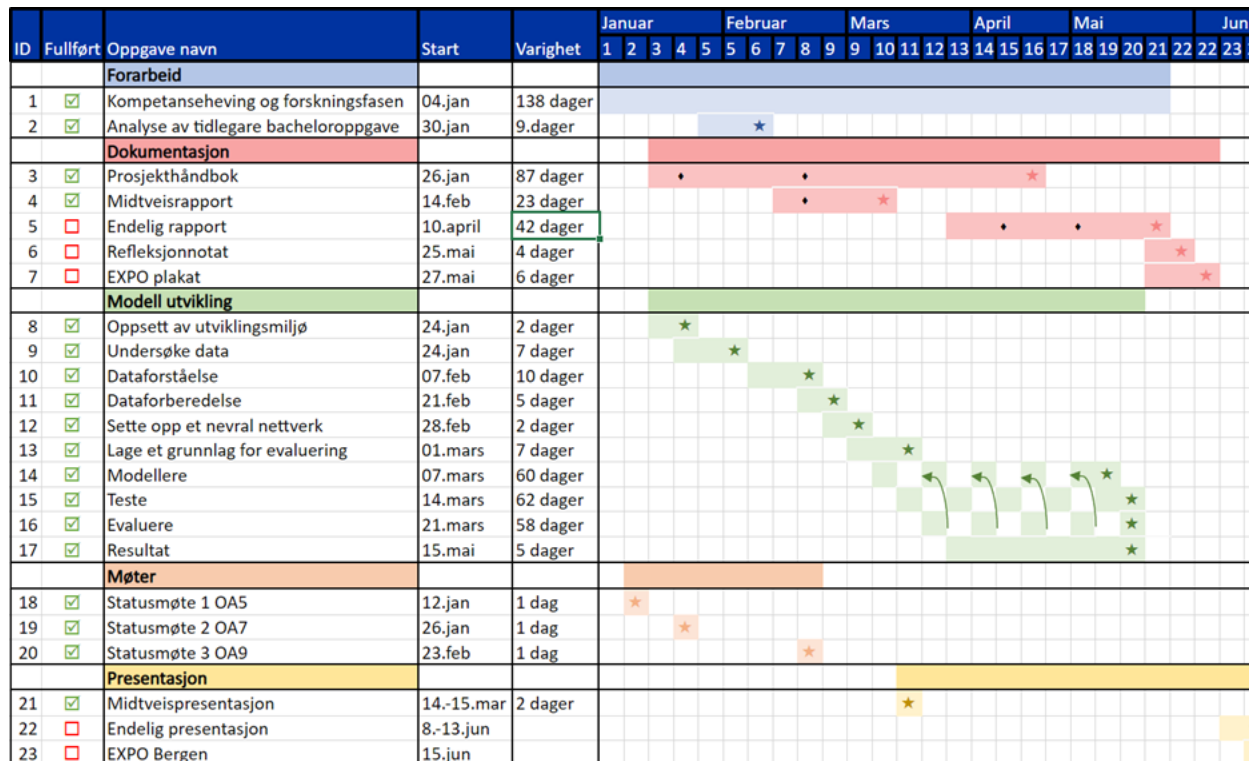 Januar Februar Mars April Mai Jun
ID Fullført Oppgave navn Start Varighet 1 2 3 4 5 5 6 7 8 9 9 10 11 12 13 14 15 16 17 18 19 20 21 22 22 23
Forarbeid
1 Kompetanseheving og forskningsfasen 04.jan 138 dager
2 Analyse av tidlegare bacheloroppgave 30.jan 9.dager
Dokumentasjon
3 Prosjekthåndbok 26.jan 87 dager
4 Midtveisrapport 14.feb 23 dager
5 Endelig rapport 10.april 42 dager
6 Refleksjonnotat 25.mai 4 dager
7 EXPO plakat 27.mai 6 dager
Modell utvikling
8 Oppsett av utviklingsmiljø 24.jan 2 dager
9 Undersøke data 24.jan 7 dager
10 Dataforståelse 07.feb 10 dager
11 Dataforberedelse 21.feb 5 dager
12 Sette opp et nevral nettverk 28.feb 2 dager
13 Lage et grunnlag for evaluering 01.mars 7 dager
14 Modellere 07.mars 60 dager
15 Teste 14.mars 62 dager
16 Evaluere 21.mars 58 dager
17 Resultat 15.mai 5 dager
Møter
18 Statusmøte 1 OA5 12.jan 1 dag
19 Statusmøte 2 OA7 26.jan 1 dag
20 Statusmøte 3 OA9 23.feb 1 dag
Presentasjon
21 Midtveispresentasjon 14.-15.mar 2 dager
22 Endelig presentasjon 8.-13.jun
23 EXPO Bergen 15.jun